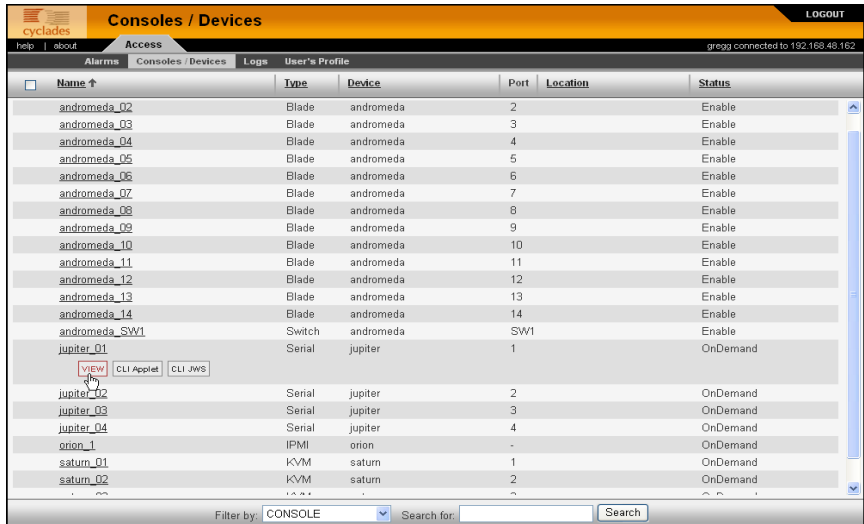 Consoles / Devices
LOGOUT
cyclades
help | about
Access
gregg connected to 192.168.48.162
Alarms Consoles / Devices Logs User's Profile
Name Type Device Port Location Status
andromeda_02 Blade andromeda 2 Enable
andromeda_03 Blade andromeda 3 Enable
andromeda_04 Blade andromeda 4 Enable
andromeda_05 Blade andromeda 5 Enable
andromeda_06 Blade andromeda 6 Enable
andromeda_07 Blade andromeda 7 Enable
andromeda_08 Blade andromeda 8 Enable
andromeda_09 Blade andromeda 9 Enable
andromeda_10 Blade andromeda 10 Enable
andromeda_11 Blade andromeda 11 Enable
andromeda_12 Blade andromeda 12 Enable
andromeda_13 Blade andromeda 13 Enable
andromeda_14 Blade andromeda 14 Enable
andromeda_SW1 Switch andromeda SW1 Enable
jupiter_01 Serial jupiter 1 OnDemand
VIEW CLI Applet CLI JWS
jupiter_02 Serial jupiter 2 OnDemand
jupiter_03 Serial jupiter 3 OnDemand
jupiter_04 Serial jupiter 4 OnDemand
orion_1 IPMI orion - OnDemand
saturn_01 KVM saturn 1 OnDemand
saturn_02 KVM saturn 2 OnDemand
Filter by: CONSOLE Search for: Search